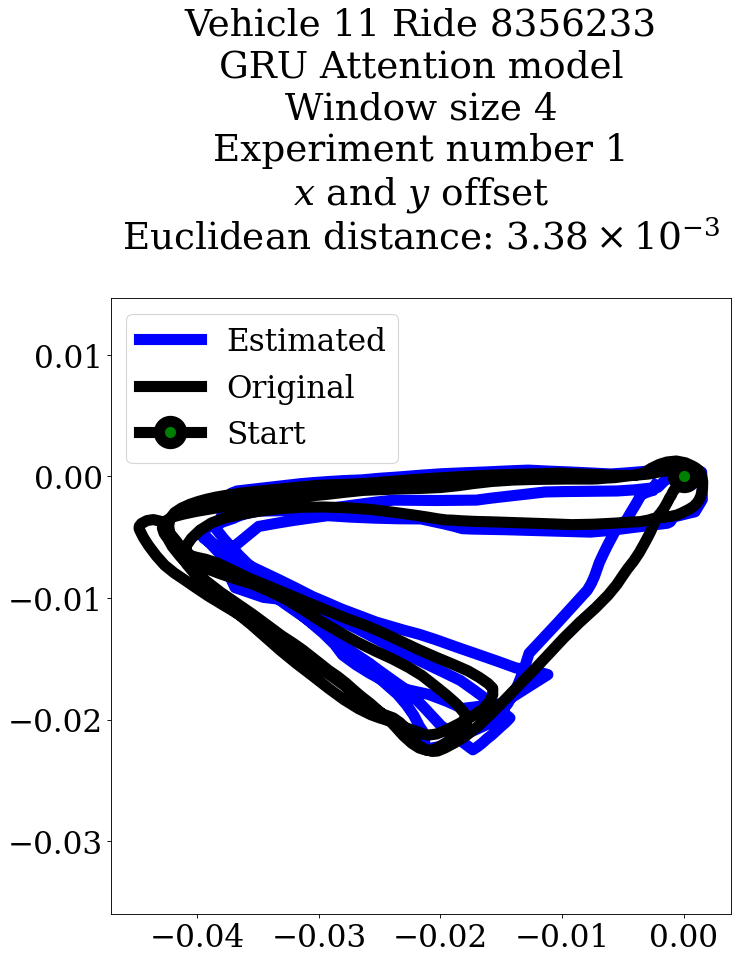 Vehicle 11 Ride 8356233
GRU Attention model
Window size 4
Experiment number 1
x and y offset
Euclidean distance: 3.38 × 10⁻³
Estimated
Original
Start
0.01
0.00
−0.01
−0.02
−0.03
−0.04 −0.03 −0.02 −0.01 0.00